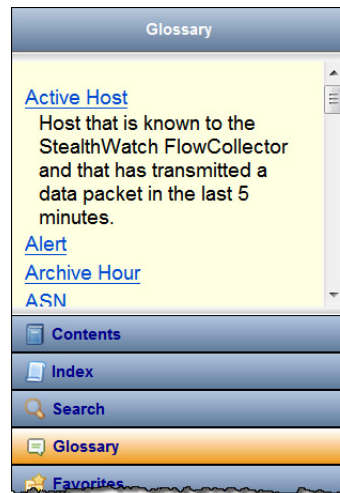 Glossary
Active Host
Host that is known to the
StealthWatch FlowCollector
and that has transmitted a
data packet in the last 5
minutes.
Alert
Archive Hour
ASN
Contents
Index
Search
Glossary
Favorites